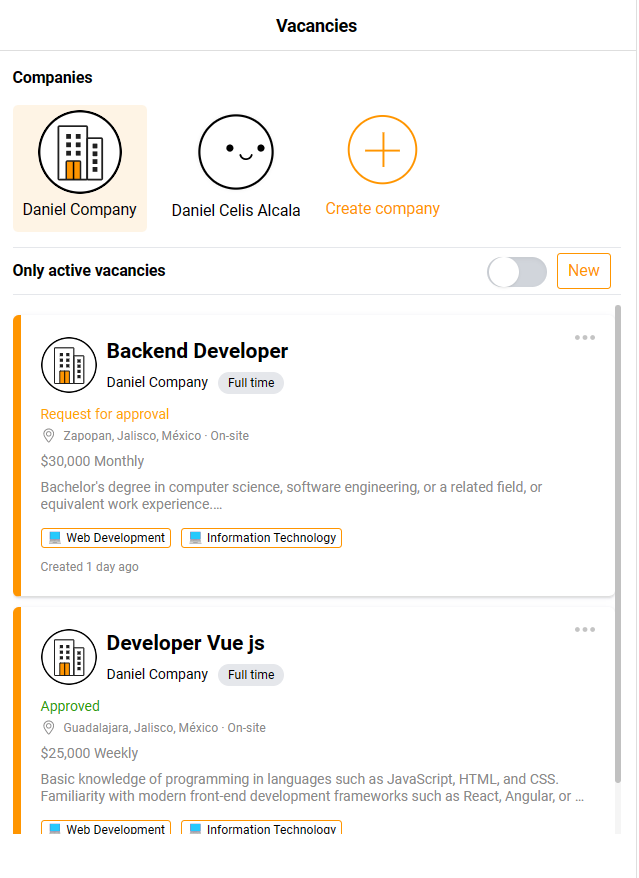 Vacancies
Companies
Daniel Company
Daniel Celis Alcala
Create company
Only active vacancies
New
Backend Developer
Daniel Company Full time
Request for approval
Zapopan, Jalisco, México · On-site
$30,000 Monthly
Bachelor's degree in computer science, software engineering, or a related field, or
equivalent work experience.…
Web Development Information Technology
Created 1 day ago
Developer Vue js
Daniel Company Full time
Approved
Guadalajara, Jalisco, México · On-site
$25,000 Weekly
Basic knowledge of programming in languages such as JavaScript, HTML, and CSS.
Familiarity with modern front-end development frameworks such as React, Angular, or …
Web Development Information Technology